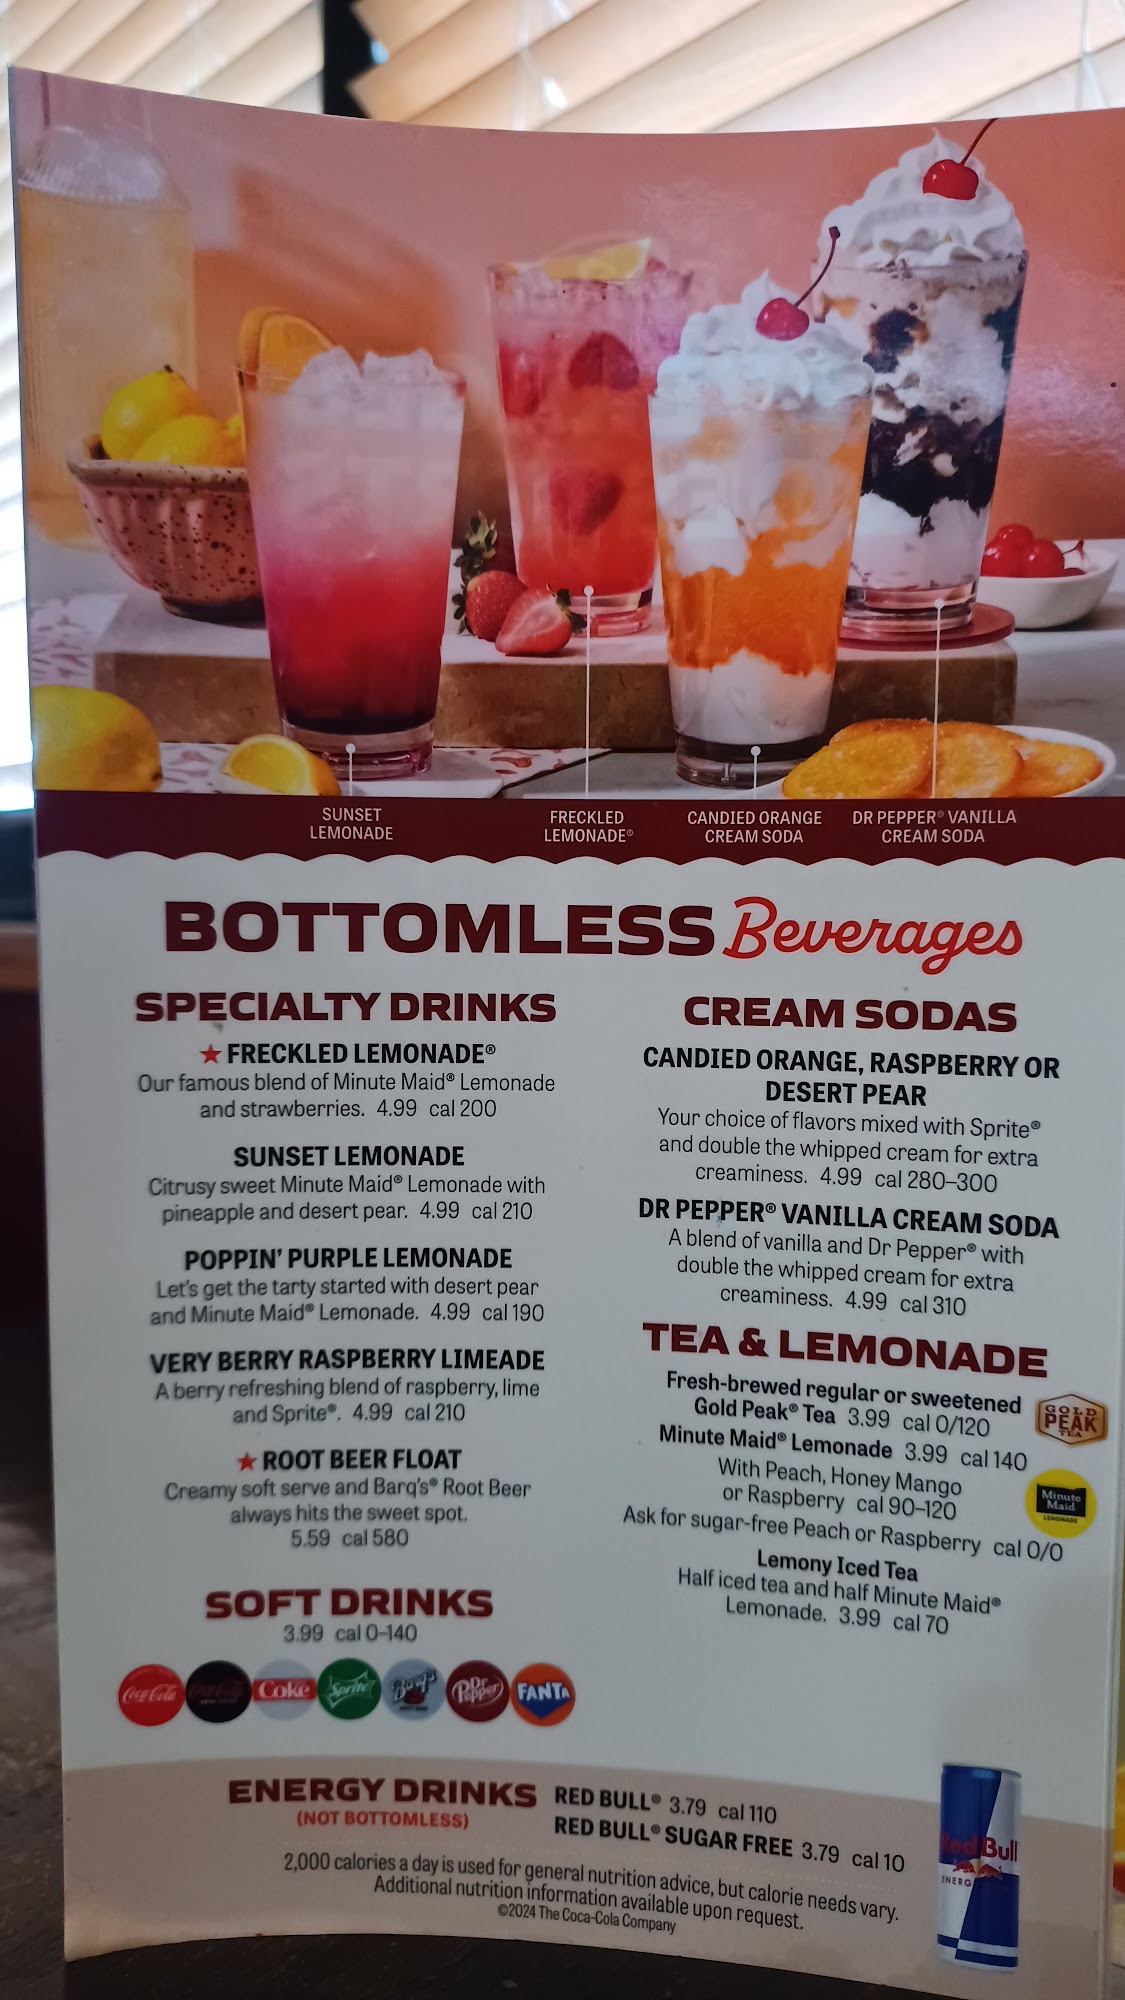 SUNSET
LEMONADE
FRECKLED
LEMONADE®
CANDIED ORANGE
CREAM SODA
DR PEPPER® VANILLA
CREAM SODA
BOTTOMLESS Beverages
SPECIALTY DRINKS
★ FRECKLED LEMONADE®
Our famous blend of Minute Maid® Lemonade
and strawberries. 4.99 cal 200
SUNSET LEMONADE
Citrusy sweet Minute Maid® Lemonade with
pineapple and desert pear. 4.99 cal 210
POPPIN' PURPLE LEMONADE
Let's get the tarty started with desert pear
and Minute Maid® Lemonade. 4.99 cal 190
VERY BERRY RASPBERRY LIMEADE
A berry refreshing blend of raspberry, lime
and Sprite®. 4.99 cal 210
★ ROOT BEER FLOAT
Creamy soft serve and Barq's® Root Beer
always hits the sweet spot.
5.59 cal 580
SOFT DRINKS
3.99 cal 0–140
Coca-Cola
Coca-Cola
Coke
Sprite
Barq's
Dr Pepper
FANTA
CREAM SODAS
CANDIED ORANGE, RASPBERRY OR
DESERT PEAR
Your choice of flavors mixed with Sprite®
and double the whipped cream for extra
creaminess. 4.99 cal 280–300
DR PEPPER® VANILLA CREAM SODA
A blend of vanilla and Dr Pepper® with
double the whipped cream for extra
creaminess. 4.99 cal 310
TEA & LEMONADE
Fresh-brewed regular or sweetened
Gold Peak® Tea 3.99 cal 0/120
GOLD
PEAK
TEA
Minute Maid® Lemonade 3.99 cal 140
With Peach, Honey Mango
or Raspberry cal 90–120
Minute
Maid
LEMONADE
Ask for sugar-free Peach or Raspberry cal 0/0
Lemony Iced Tea
Half iced tea and half Minute Maid®
Lemonade. 3.99 cal 70
ENERGY DRINKS
(NOT BOTTOMLESS)
RED BULL® 3.79 cal 110
RED BULL® SUGAR FREE 3.79 cal 10
Red Bull
ENERG
2,000 calories a day is used for general nutrition advice, but calorie needs vary.
Additional nutrition information available upon request.
©2024 The Coca-Cola Company